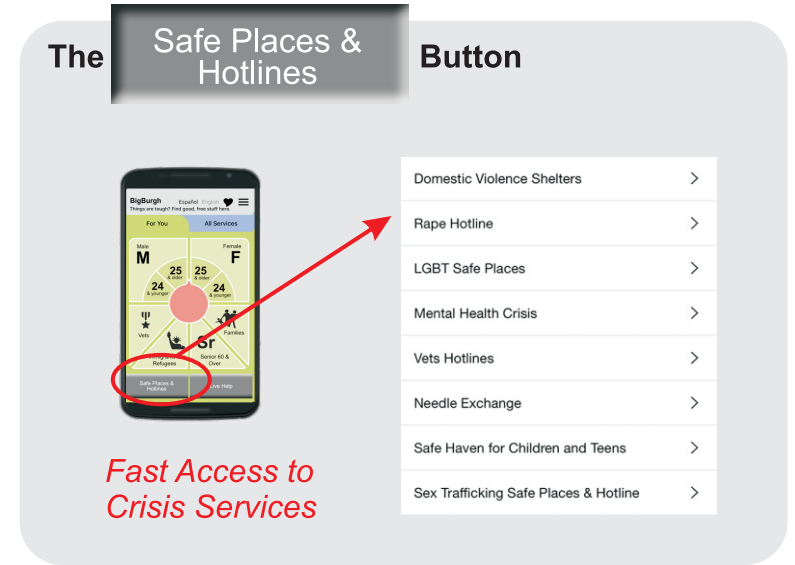 The Safe Places &
Hotlines Button
BigBurgh Español English
Things are tough? Find good, free stuff here.
For You All Services
Male Female
M F
25 25
& older & older
24 24
& younger & younger
Vets Families
Sr
Refugees Senior 60 &
Over
Safe Places &
Hotlines Live Help
Fast Access to
Crisis Services
Domestic Violence Shelters
Rape Hotline
LGBT Safe Places
Mental Health Crisis
Vets Hotlines
Needle Exchange
Safe Haven for Children and Teens
Sex Trafficking Safe Places & Hotline